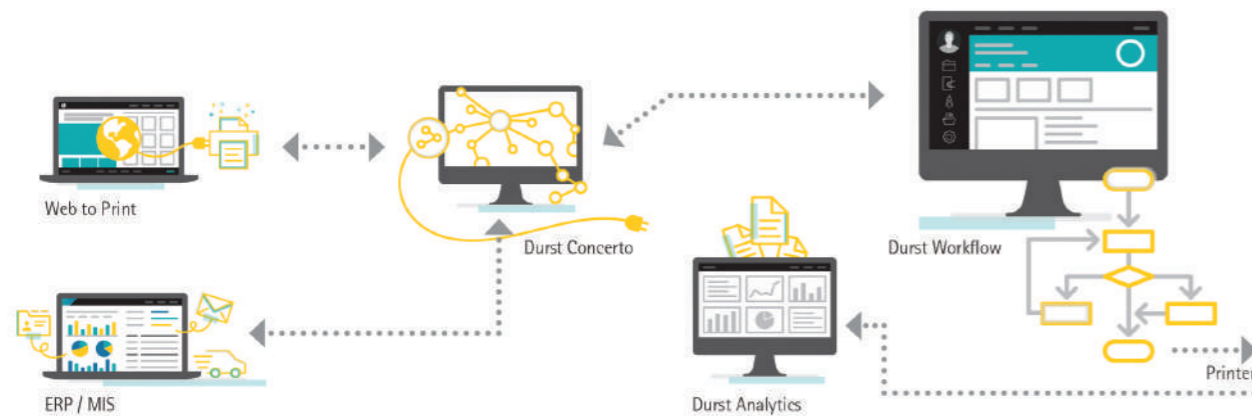 Web to Print
Durst Concerto
Durst Workflow
Printer
ERP / MIS
Durst Analytics